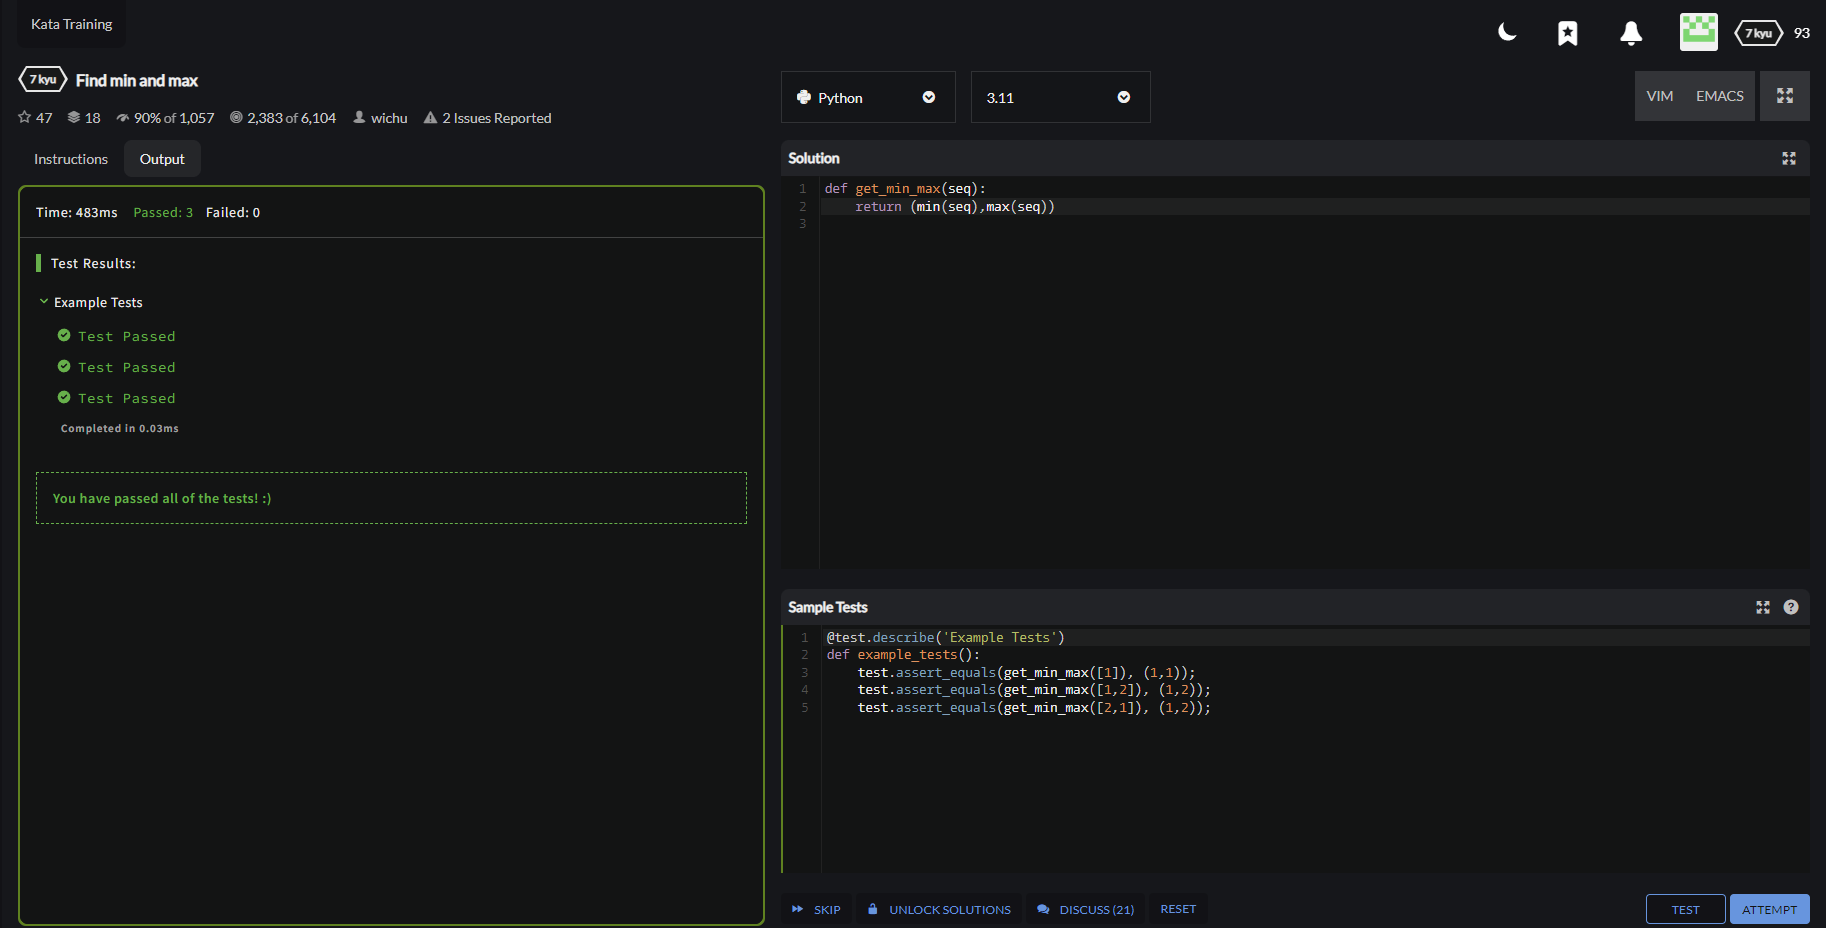 Kata Training
7 kyu 93
7 kyu Find min and max
47 18 90% of 1,057 2,383 of 6,104 wichu 2 Issues Reported
Instructions Output
Time: 483ms Passed: 3 Failed: 0
Test Results:
Example Tests
Test Passed
Test Passed
Test Passed
Completed in 0.03ms
You have passed all of the tests! :)
Python 3.11 VIM EMACS
Solution
1 def get_min_max(seq):
2     return (min(seq),max(seq))
3
Sample Tests ?
1 @test.describe('Example Tests')
2 def example_tests():
3     test.assert_equals(get_min_max([1]), (1,1));
4     test.assert_equals(get_min_max([1,2]), (1,2));
5     test.assert_equals(get_min_max([2,1]), (1,2));
SKIP UNLOCK SOLUTIONS DISCUSS (21) RESET TEST ATTEMPT